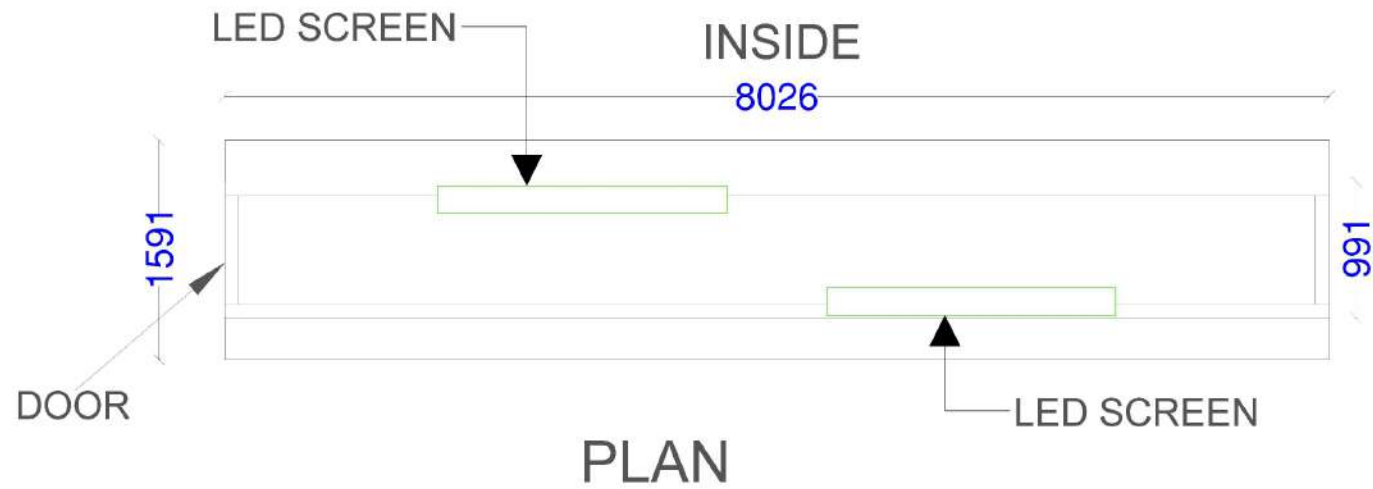 LED SCREEN
INSIDE
8026
1591
991
DOOR
LED SCREEN
PLAN